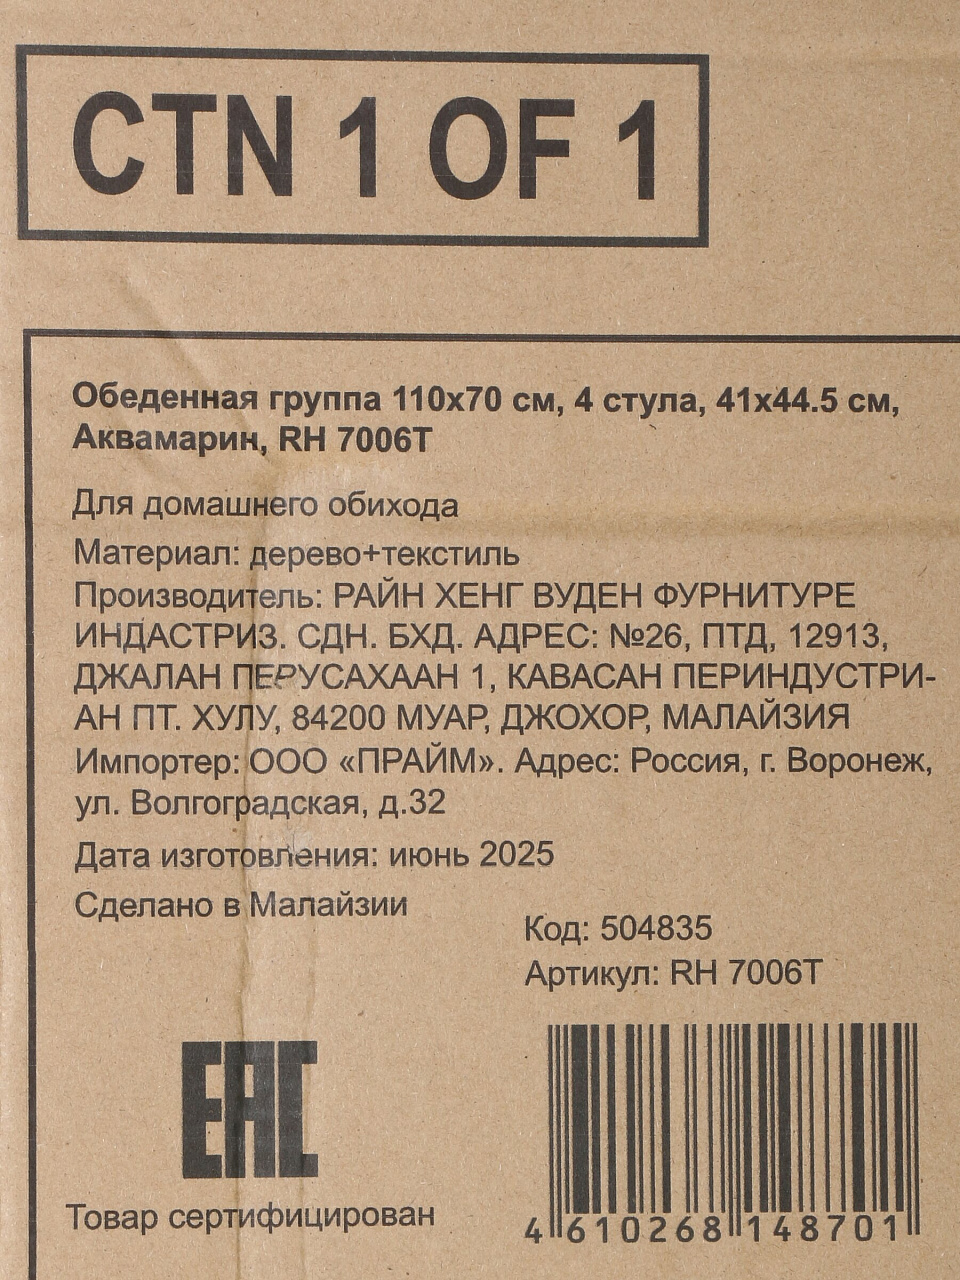 CTN 1 OF 1
Обеденная группа 110х70 см, 4 стула, 41х44.5 см,
Аквамарин, RH 7006T
Для домашнего обихода
Материал: дерево+текстиль
Производитель: РАЙН ХЕНГ ВУДЕН ФУРНИТУРЕ
ИНДАСТРИЗ. СДН. БХД. АДРЕС: №26, ПТД, 12913,
ДЖАЛАН ПЕРУСАХААН 1, КАВАСАН ПЕРИНДУСТРИ-
АН ПТ. ХУЛУ, 84200 МУАР, ДЖОХОР, МАЛАЙЗИЯ
Импортер: ООО «ПРАЙМ». Адрес: Россия, г. Воронеж,
ул. Волгоградская, д.32
Дата изготовления: июнь 2025
Сделано в Малайзии
Код: 504835
Артикул: RH 7006T
EAC
Товар сертифицирован
4 610268 148701